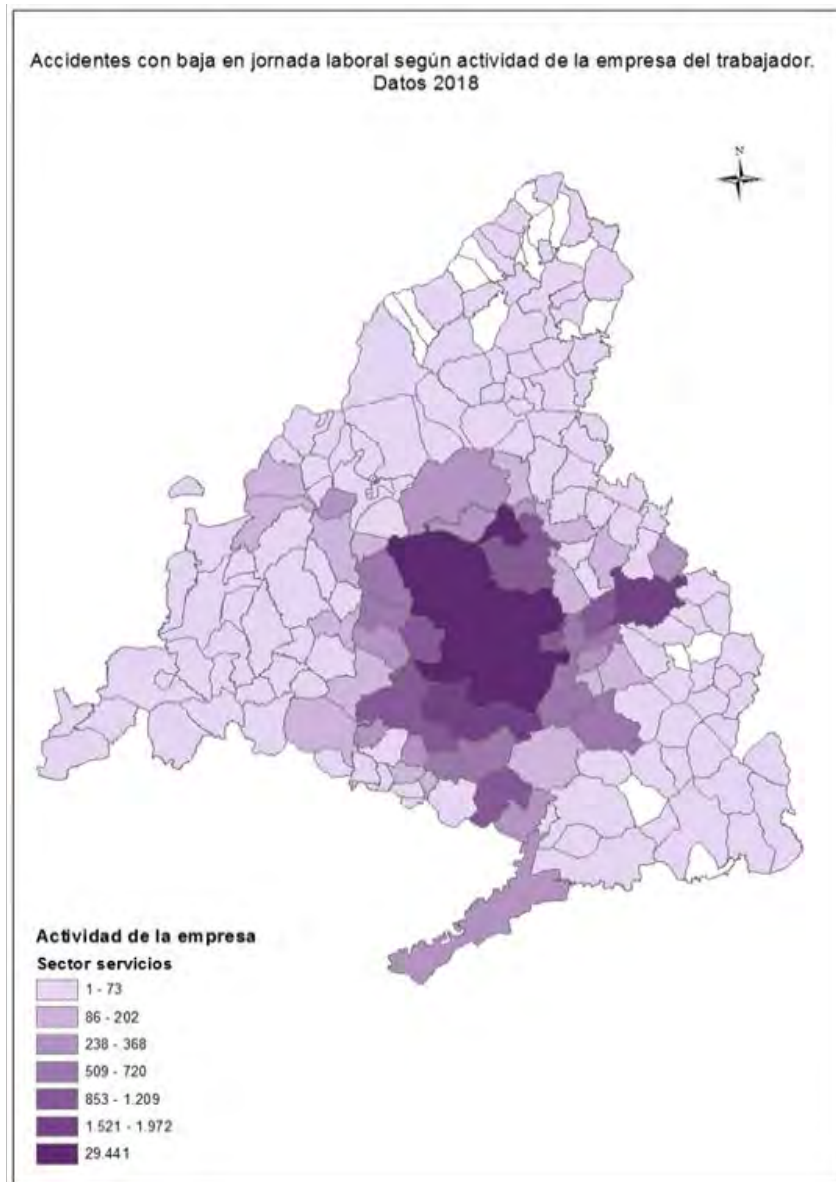 Accidentes con baja en jornada laboral según actividad de la empresa del trabajador.
Datos 2018
N
Actividad de la empresa
Sector servicios
1 - 73
86 - 202
238 - 368
509 - 720
853 - 1.209
1.521 - 1.972
29.441